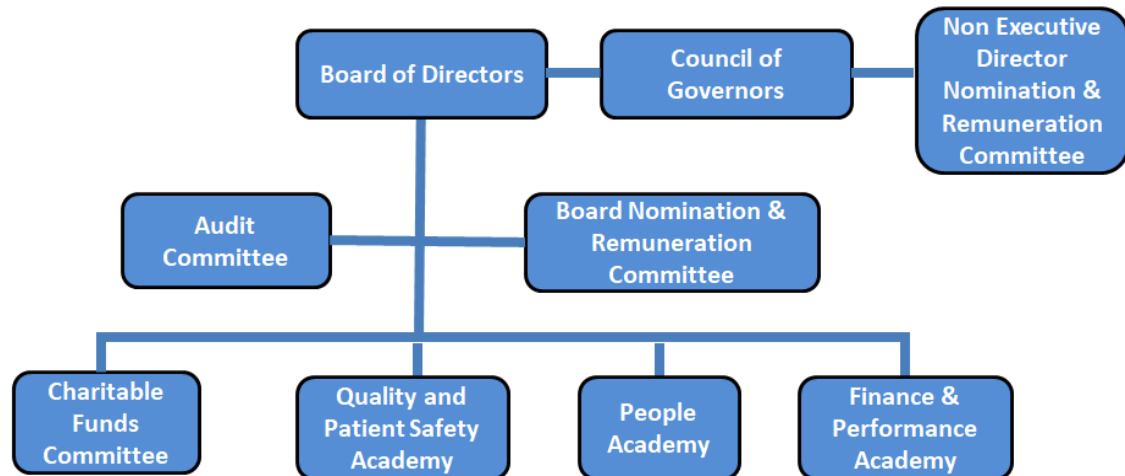 Board of Directors
Council of
Governors
Non Executive
Director
Nomination &
Remuneration
Committee
Audit
Committee
Board Nomination &
Remuneration
Committee
Charitable
Funds
Committee
Quality and
Patient Safety
Academy
People
Academy
Finance &
Performance
Academy